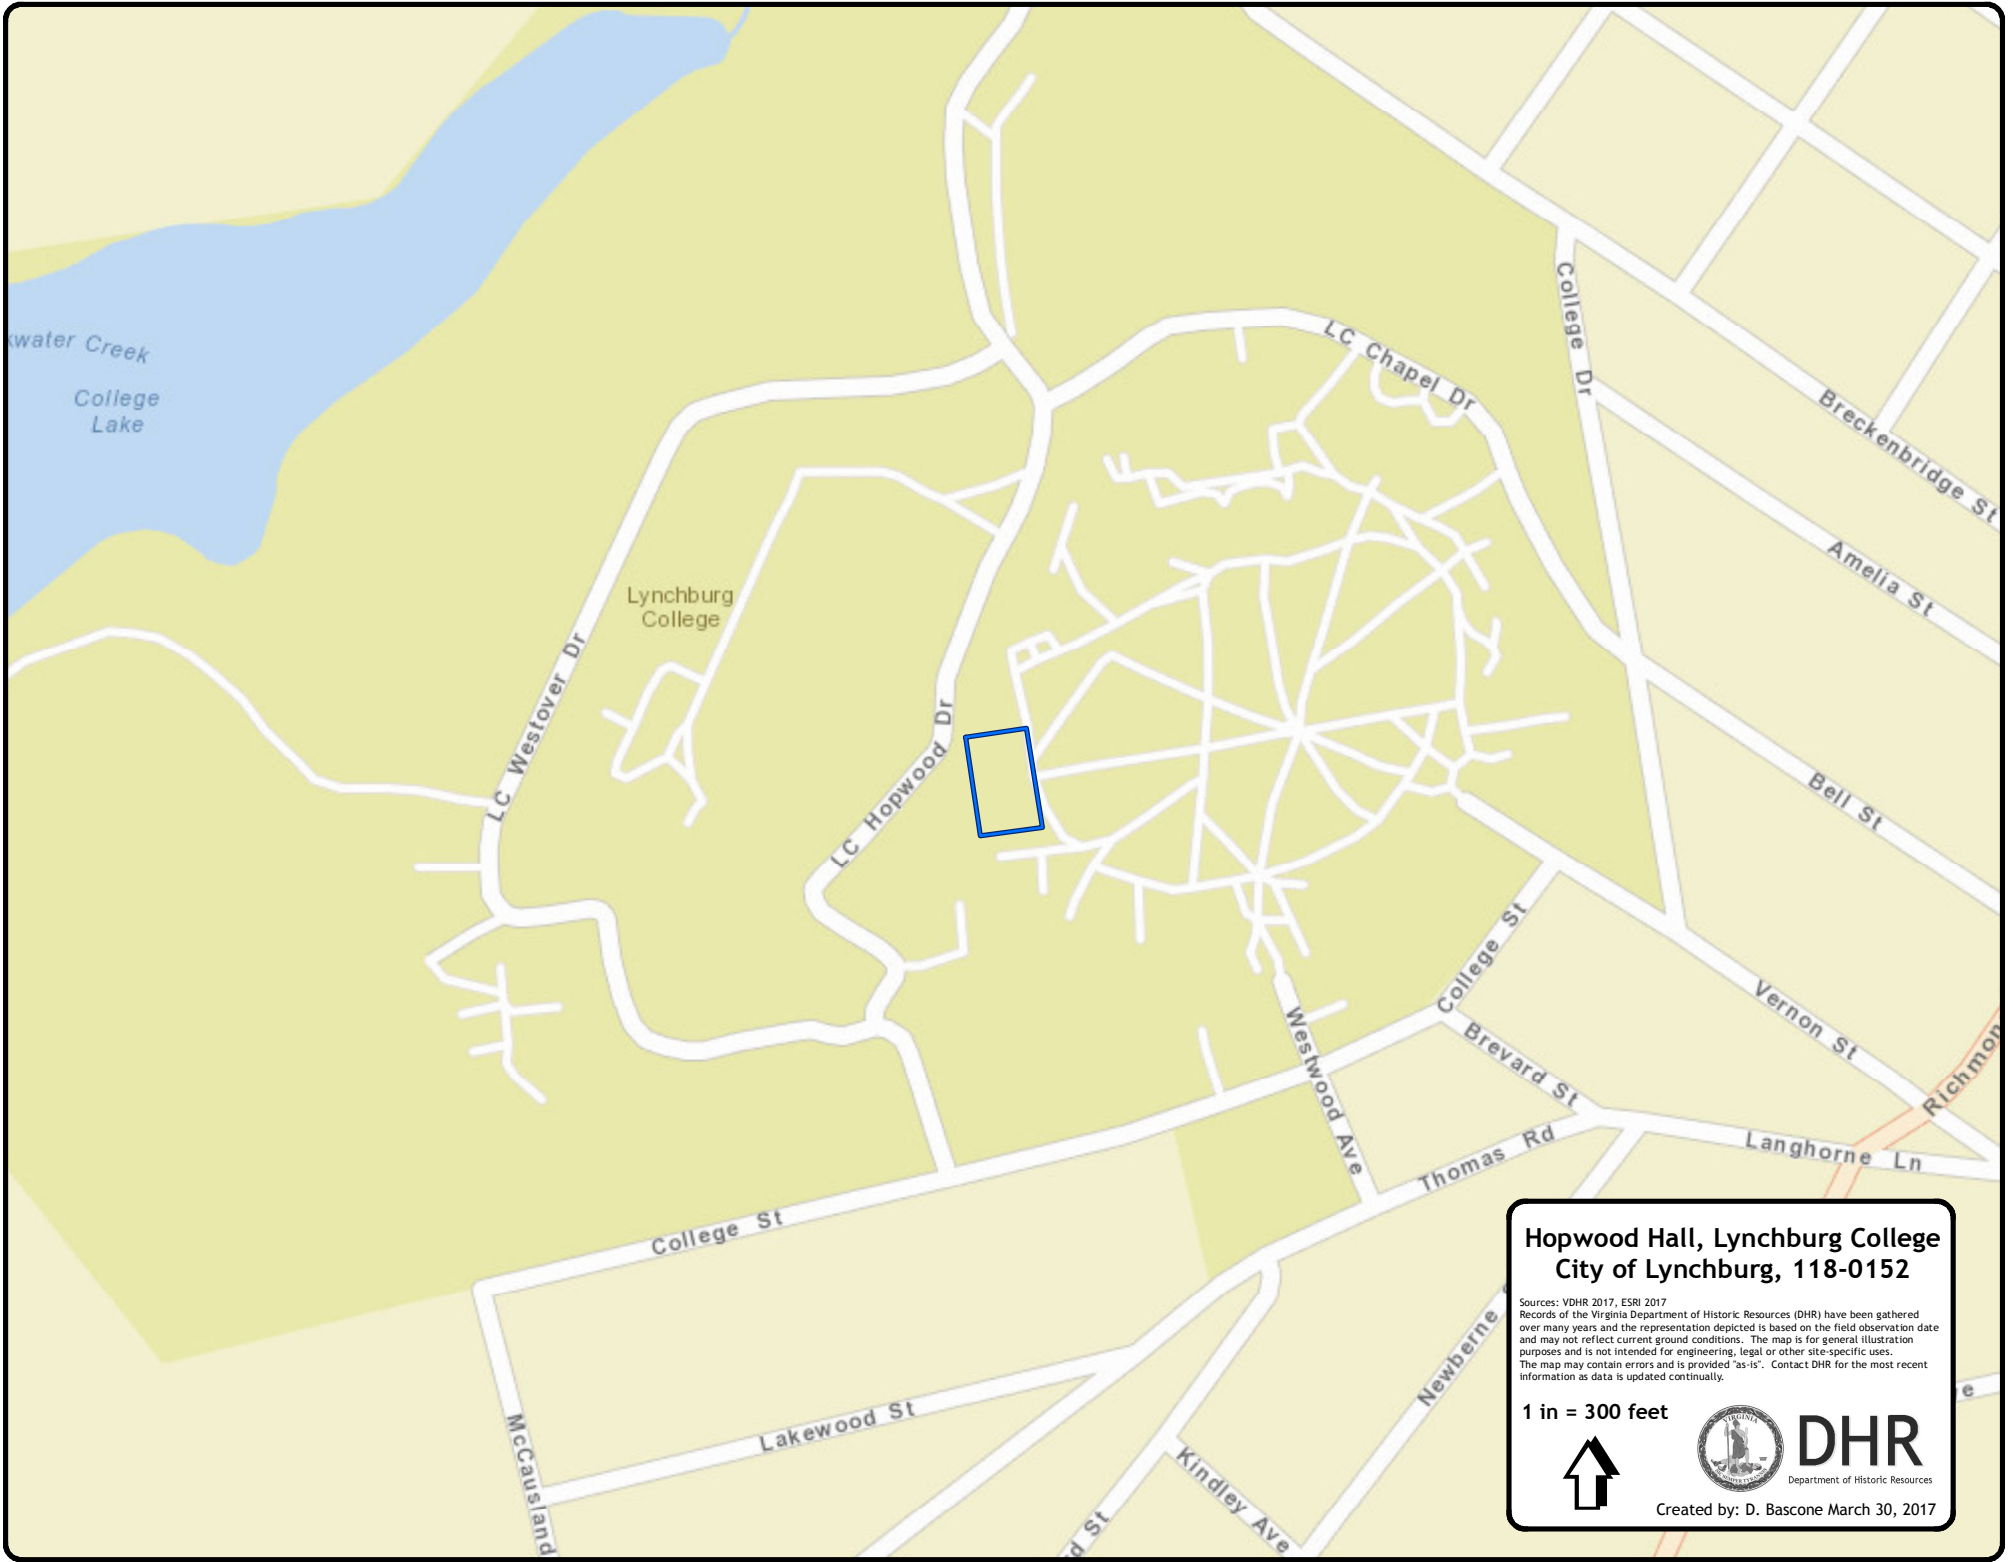 kwater Creek
College
Lake
LC Chapel Dr
College Dr
Breckenbridge St
Amelia St
Lynchburg
College
LC Westover Dr
LC Hopwood Dr
Bell St
College St
Vernon St
Westwood Ave
Brevard St
Richmon
Thomas Rd
Langhorne Ln
College St
Newberne
McCausland
Lakewood St
Kindley Ave
d St
e
Hopwood Hall, Lynchburg College
City of Lynchburg, 118-0152
Sources: VDHR 2017, ESRI 2017
Records of the Virginia Department of Historic Resources (DHR) have been gathered
over many years and the representation depicted is based on the field observation date
and may not reflect current ground conditions. The map is for general illustration
purposes and is not intended for engineering, legal or other site-specific uses.
The map may contain errors and is provided "as-is". Contact DHR for the most recent
information as data is updated continually.
1 in = 300 feet
VIRGINIA
DHR
Department of Historic Resources
Created by: D. Bascone March 30, 2017